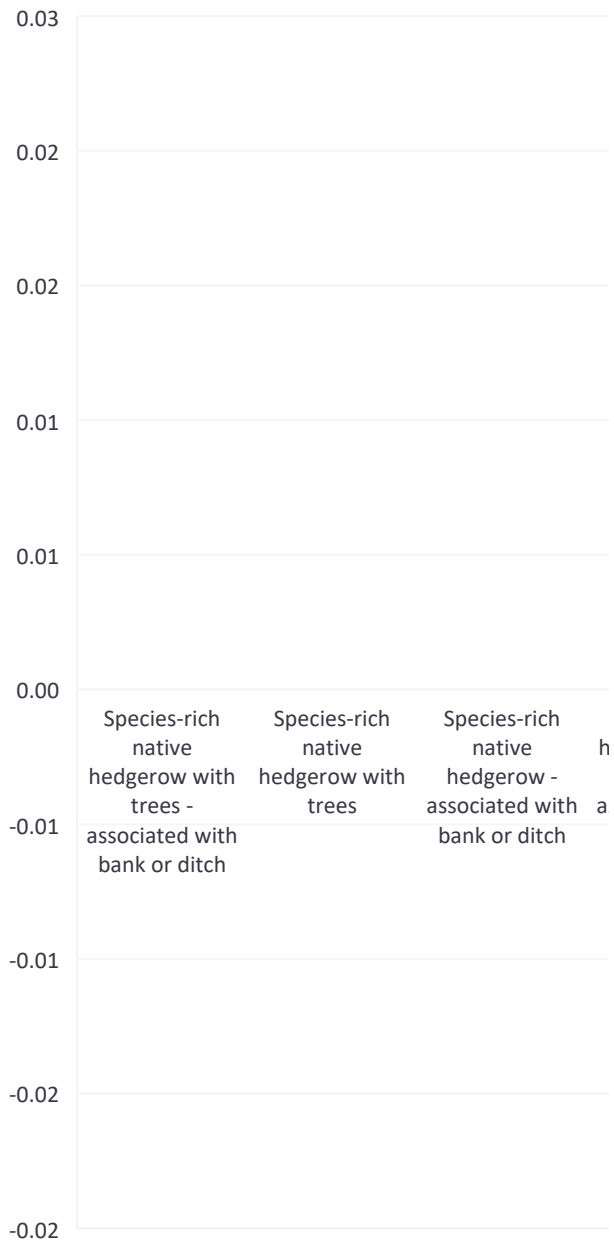 0.03
0.02
0.02
0.01
0.01
0.00
Species-rich
native
hedgerow with
trees -
associated with
bank or ditch
Species-rich
native
hedgerow with
trees
Species-rich
native
hedgerow -
associated with
bank or ditch
-0.01
-0.01
-0.02
-0.02